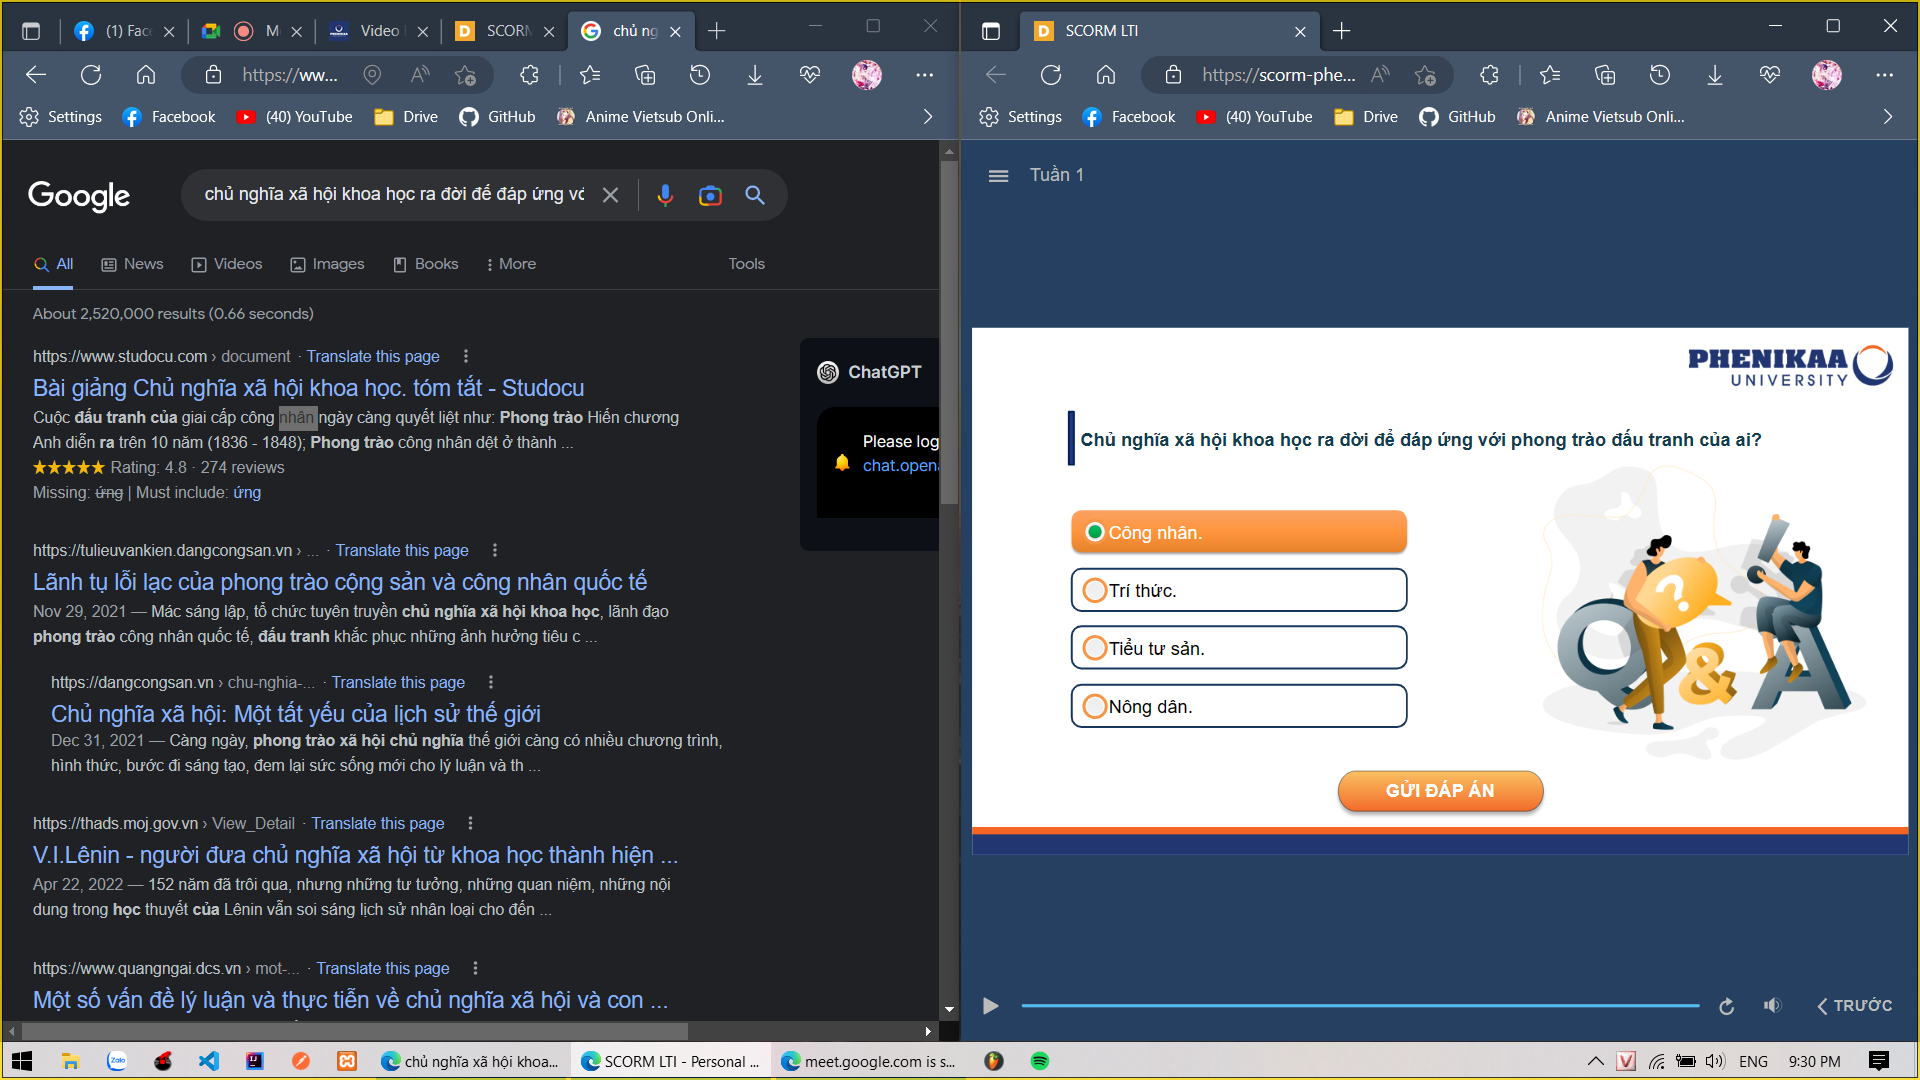 (1) Fac
M
Video
SCORM
chủ ng
https://ww...
Settings
Facebook
(40) YouTube
Drive
GitHub
Anime Vietsub Onli...
Google
chủ nghĩa xã hội khoa học ra đời để đáp ứng vớ
All
News
Videos
Images
Books
More
Tools
About 2,520,000 results (0.66 seconds)
https://www.studocu.com › document · Translate this page
Bài giảng Chủ nghĩa xã hội khoa học. tóm tắt - Studocu
Cuộc đấu tranh của giai cấp công nhân ngày càng quyết liệt như: Phong trào Hiến chương
Anh diễn ra trên 10 năm (1836 - 1848); Phong trào công nhân dệt ở thành ...
Rating: 4.8 · 274 reviews
Missing: ứng | Must include: ứng
https://tulieuvankien.dangcongsan.vn › ... · Translate this page
Lãnh tụ lỗi lạc của phong trào cộng sản và công nhân quốc tế
Nov 29, 2021 — Mác sáng lập, tổ chức tuyên truyền chủ nghĩa xã hội khoa học, lãnh đạo
phong trào công nhân quốc tế, đấu tranh khắc phục những ảnh hưởng tiêu c ...
https://dangcongsan.vn › chu-nghia-... · Translate this page
Chủ nghĩa xã hội: Một tất yếu của lịch sử thế giới
Dec 31, 2021 — Càng ngày, phong trào xã hội chủ nghĩa thế giới càng có nhiều chương trình,
hình thức, bước đi sáng tạo, đem lại sức sống mới cho lý luận và th ...
https://thads.moj.gov.vn › View_Detail · Translate this page
V.I.Lênin - người đưa chủ nghĩa xã hội từ khoa học thành hiện ...
Apr 22, 2022 — 152 năm đã trôi qua, nhưng những tư tưởng, những quan niệm, những nội
dung trong học thuyết của Lênin vẫn soi sáng lịch sử nhân loại cho đến ...
https://www.quangngai.dcs.vn › mot-... · Translate this page
Một số vấn đề lý luận và thực tiễn về chủ nghĩa xã hội và con ...
ChatGPT
Please log
chat.opena
SCORM LTI
https://scorm-phe...
Settings
Facebook
(40) YouTube
Drive
GitHub
Anime Vietsub Onli...
Tuần 1
PHENIKAA
UNIVERSITY
Chủ nghĩa xã hội khoa học ra đời để đáp ứng với phong trào đấu tranh của ai?
Công nhân.
Trí thức.
Tiểu tư sản.
Nông dân.
Q&A
?
GỬI ĐÁP ÁN
TRƯỚC
Zalo
chủ nghĩa xã hội khoa...
SCORM LTI - Personal ...
meet.google.com is s...
ENG
9:30 PM